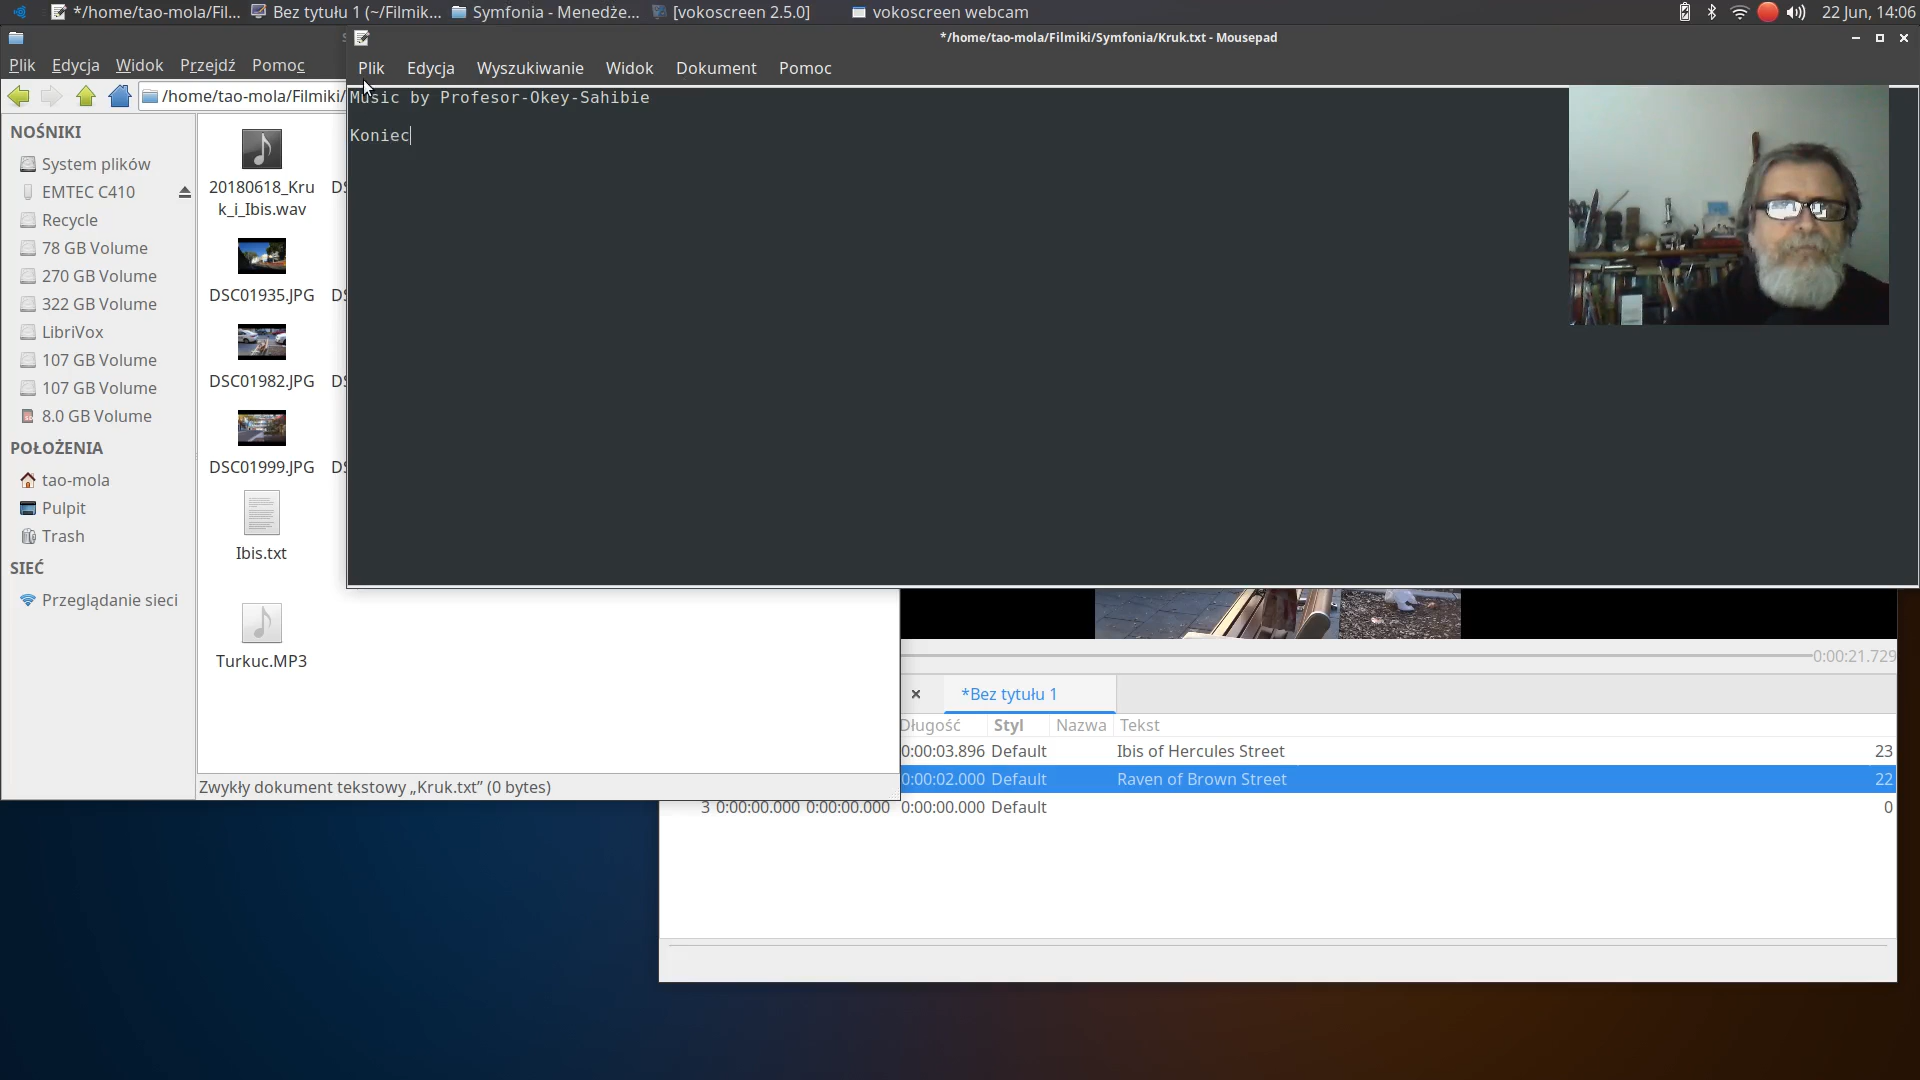 */home/tao-mola/Fil...
Bez tytułu 1 (~/Filmik...
Symfonia - Menedże...
[vokoscreen 2.5.0]
vokoscreen webcam
22 Jun, 14:06
*/home/tao-mola/Filmiki/Symfonia/Kruk.txt - Mousepad
Plik Edycja Widok Przejdź Pomoc
Plik Edycja Wyszukiwanie Widok Dokument Pomoc
/home/tao-mola/Filmiki/
Music by Profesor-Okey-Sahibie
Koniec
NOŚNIKI
System plików
EMTEC C410
Recycle
78 GB Volume
270 GB Volume
322 GB Volume
LibriVox
107 GB Volume
107 GB Volume
8.0 GB Volume
POŁOŻENIA
tao-mola
Pulpit
Trash
SIEĆ
Przeglądanie sieci
20180618_Kru
k_i_Ibis.wav
DSC01935.JPG
DSC01982.JPG
DSC01999.JPG
Ibis.txt
Turkuc.MP3
Zwykły dokument tekstowy „Kruk.txt” (0 bytes)
0:00:21.729
*Bez tytułu 1
Długość Styl Nazwa Tekst
0:00:03.896 Default Ibis of Hercules Street 23
0:00:02.000 Default Raven of Brown Street 22
3 0:00:00.000 0:00:00.000 0:00:00.000 Default 0